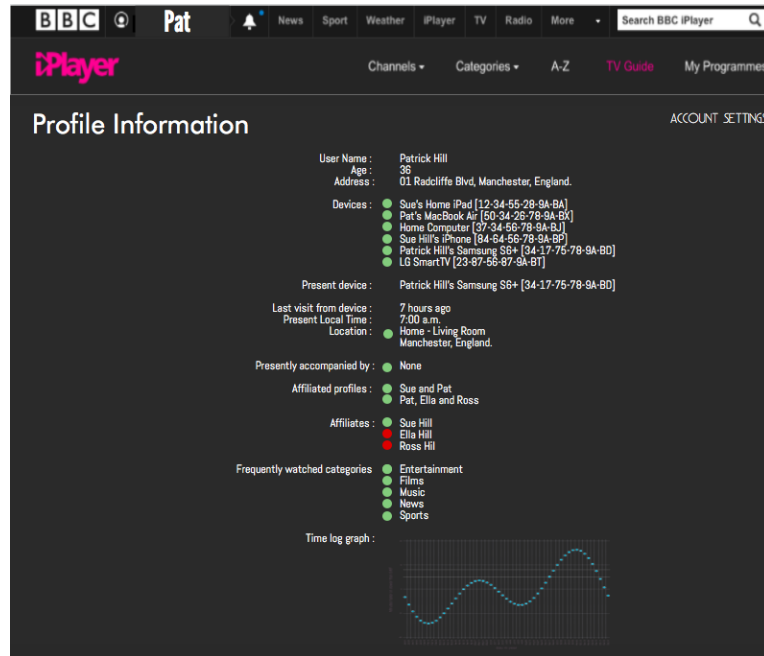 BBC Pat News Sport Weather iPlayer TV Radio More Search BBC iPlayer
iPlayer Channels Categories A-Z TV Guide My Programmes
Profile Information ACCOUNT SETTINGS
User Name : Patrick Hill
Age : 36
Address : 01 Radcliffe Blvd, Manchester, England.
Devices : Sue's Home iPad [12-34-55-28-9A-BA]
Pat's MacBook Air [50-34-26-78-9A-BX]
Home Computer [37-34-56-78-9A-BJ]
Sue Hill's iPhone [84-64-56-78-9A-BP]
Patrick Hill's Samsung S6+ [34-17-75-78-9A-BD]
LG SmartTV [23-87-56-87-9A-BT]
Present device : Patrick Hill's Samsung S6+ [34-17-75-78-9A-BD]
Last visit from device : 7 hours ago
Present Local Time : 7:00 a.m.
Location : Home - Living Room
Manchester, England.
Presently accompanied by : None
Affiliated profiles : Sue and Pat
Pat, Ella and Ross
Affiliates : Sue Hill
Ella Hill
Ross Hil
Frequently watched categories Entertainment
Films
Music
News
Sports
Time log graph :